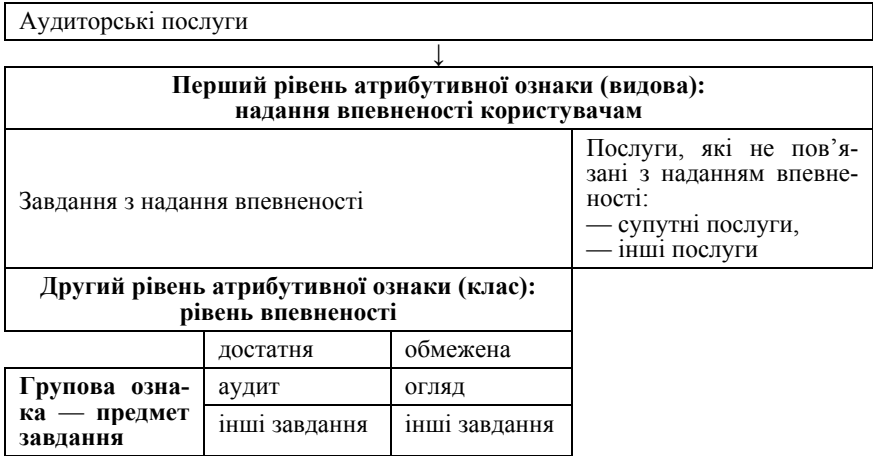 Аудиторські послуги
↓
Перший рівень атрибутивної ознаки (видова):
надання впевненості користувачам
Завдання з надання впевненості
Послуги, які не пов’я-
зані з наданням впевне-
ності:
— супутні послуги,
— інші послуги
Другий рівень атрибутивної ознаки (клас):
рівень впевненості
достатня
обмежена
Групова озна-
ка — предмет
завдання
аудит
огляд
інші завдання
інші завдання